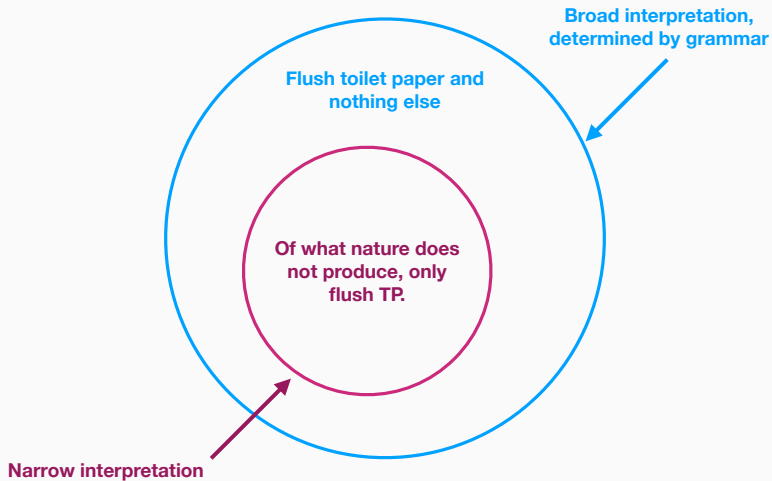 Broad interpretation,
determined by grammar
Flush toilet paper and
nothing else
Of what nature does
not produce, only
flush TP.
Narrow interpretation